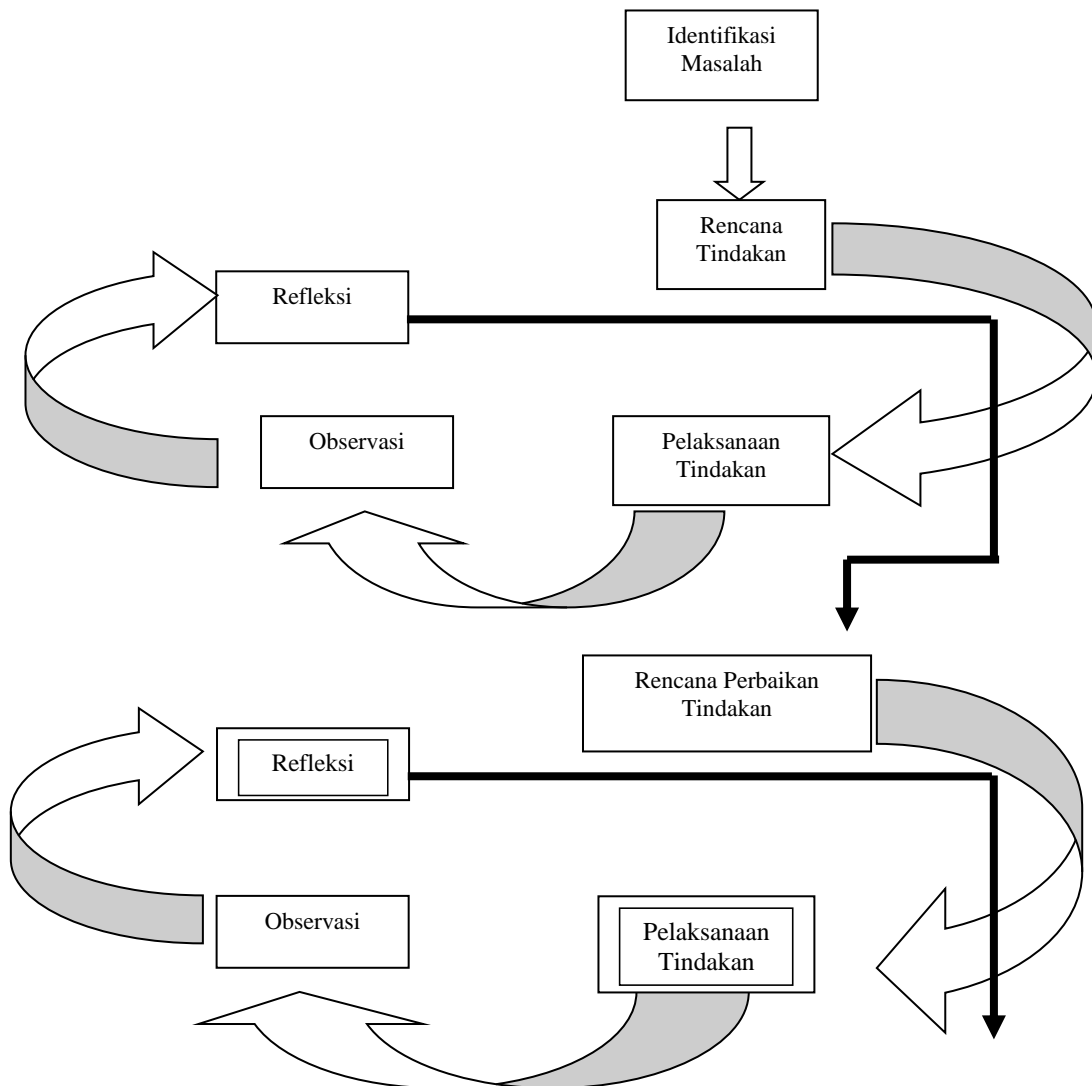 Identifikasi
Masalah
Rencana
Tindakan
Refleksi
Observasi
Pelaksanaan
Tindakan
Rencana Perbaikan
Tindakan
Refleksi
Observasi
Pelaksanaan
Tindakan